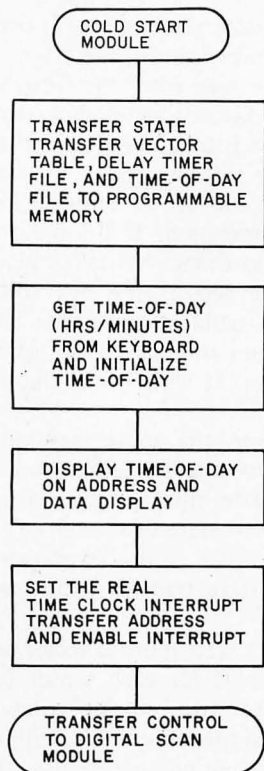 COLD START
MODULE
TRANSFER STATE
TRANSFER VECTOR
TABLE, DELAY TIMER
FILE, AND TIME-OF-DAY
FILE TO PROGRAMMABLE
MEMORY
GET TIME-OF-DAY
(HRS/MINUTES)
FROM KEYBOARD
AND INITIALIZE
TIME-OF-DAY
DISPLAY TIME-OF-DAY
ON ADDRESS AND
DATA DISPLAY
SET THE REAL
TIME CLOCK INTERRUPT
TRANSFER ADDRESS
AND ENABLE INTERRUPT
TRANSFER CONTROL
TO DIGITAL SCAN
MODULE